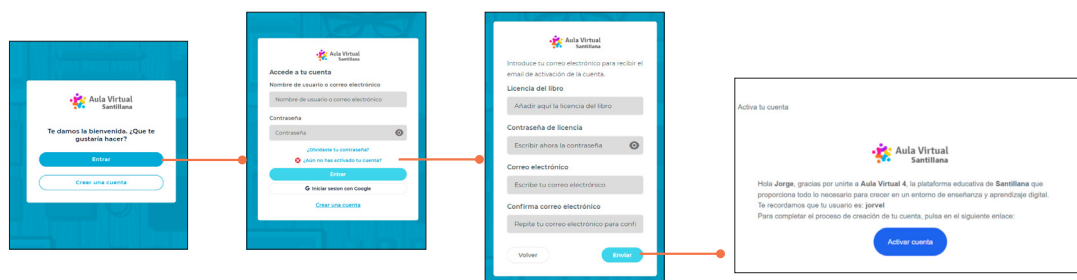 Aula Virtual
Santillana
Te damos la bienvenida. ¿Que te
gustaría hacer?
Entrar
Crear una cuenta
Aula Virtual
Santillana
Accede a tu cuenta
Nombre de usuario o correo electrónico
Nombre de usuario o correo electrónico
Contraseña
Contraseña
¿Olvidaste tu contraseña?
¿Aún no has activado tu cuenta?
Entrar
G Iniciar sesion con Google
Crear una cuenta
Aula Virtual
Santillana
Introduce tu correo electrónico para recibir el
email de activación de la cuenta.
Licencia del libro
Añadir aquí la licencia del libro
Contraseña de licencia
Escribir ahora la contraseña
Correo electrónico
Escribe tu correo electrónico
Confirma correo electrónico
Repita tu correo electrónico para confi
Volver
Enviar
Activa tu cuenta
Aula Virtual
Santillana
Hola Jorge, gracias por unirte a Aula Virtual 4, la plataforma educativa de Santillana que
proporciona todo lo necesario para crecer en un entorno de enseñanza y aprendizaje digital.
Te recordamos que tu usuario es: jorvel
Para completar el proceso de creación de tu cuenta, pulsa en el siguiente enlace:
Activar cuenta